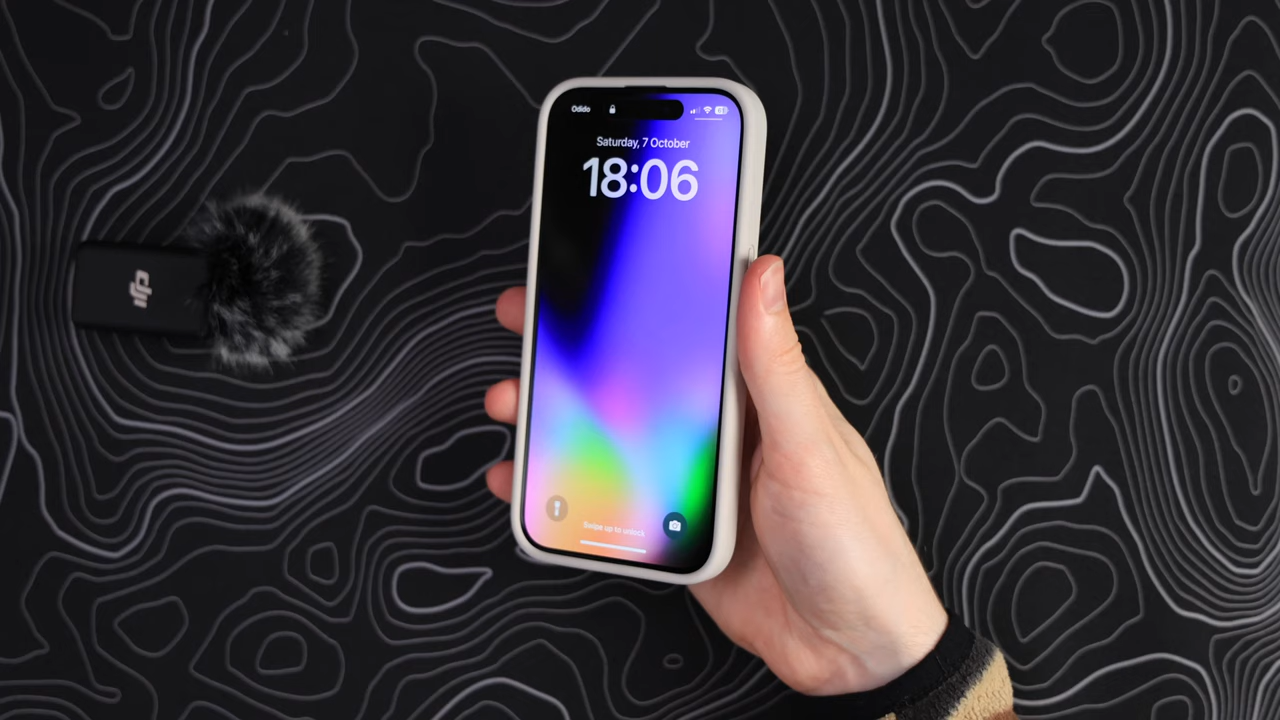 Odido
Saturday, 7 October
18:06
Swipe up to unlock
dji